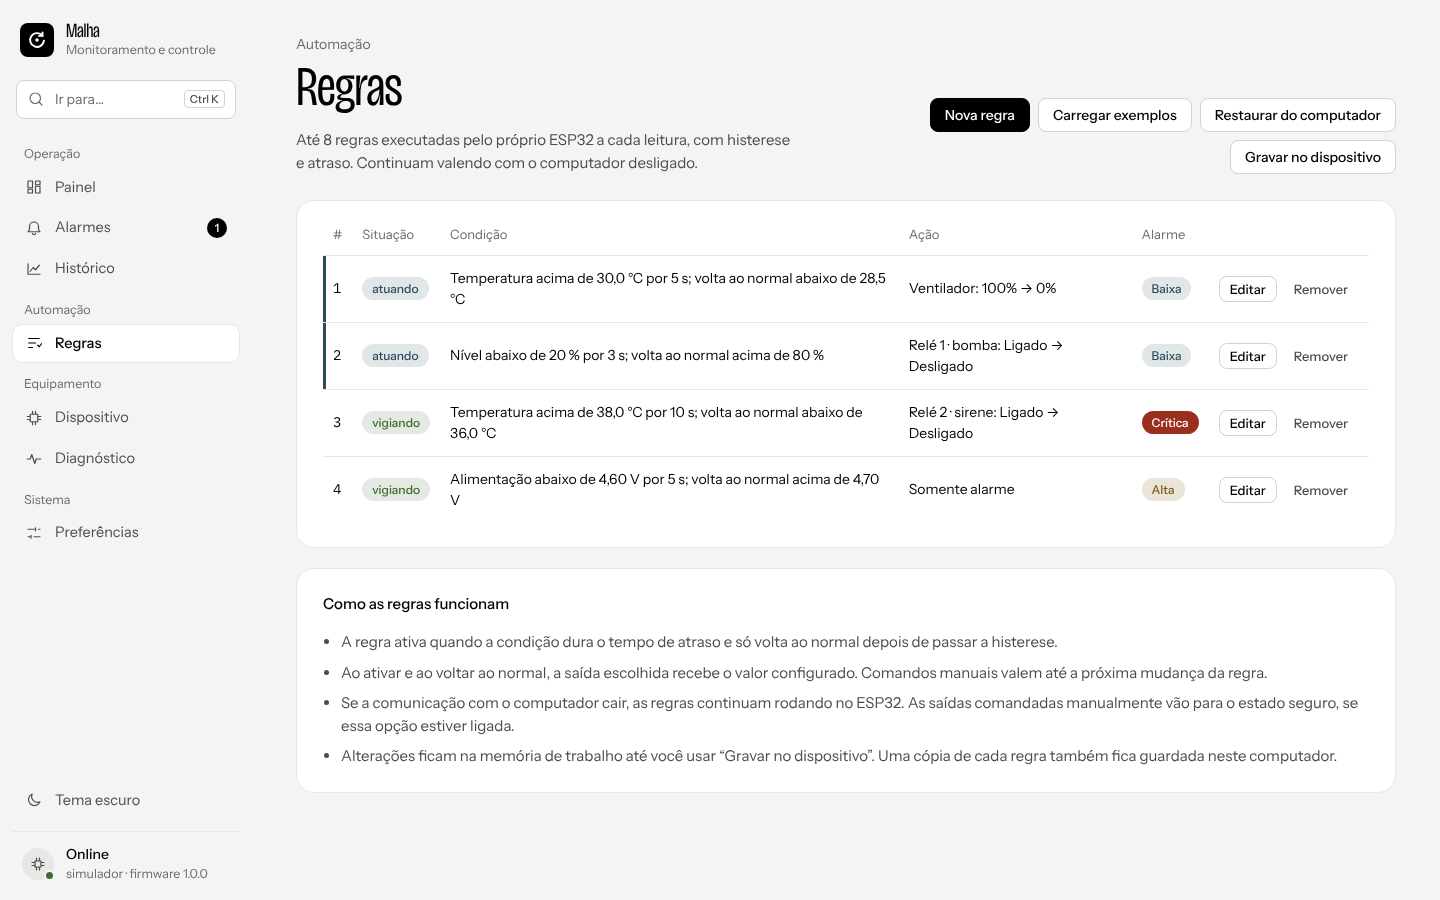 Malha
Monitoramento e controle
Ir para...
Ctrl K
Operação
Painel
Alarmes
1
Histórico
Automação
Regras
Equipamento
Dispositivo
Diagnóstico
Sistema
Preferências
Tema escuro
Online
simulador · firmware 1.0.0
Automação
Regras
Até 8 regras executadas pelo próprio ESP32 a cada leitura, com histerese
e atraso. Continuam valendo com o computador desligado.
Nova regra
Carregar exemplos
Restaurar do computador
Gravar no dispositivo
# Situação Condição Ação Alarme
1 atuando Temperatura acima de 30,0 °C por 5 s; volta ao normal abaixo de 28,5
°C
Ventilador: 100% → 0%
Baixa
Editar
Remover
2 atuando Nível abaixo de 20 % por 3 s; volta ao normal acima de 80 %
Relé 1 · bomba: Ligado →
Desligado
Baixa
Editar
Remover
3 vigiando Temperatura acima de 38,0 °C por 10 s; volta ao normal abaixo de
36,0 °C
Relé 2 · sirene: Ligado →
Desligado
Crítica
Editar
Remover
4 vigiando Alimentação abaixo de 4,60 V por 5 s; volta ao normal acima de 4,70
V
Somente alarme
Alta
Editar
Remover
Como as regras funcionam
• A regra ativa quando a condição dura o tempo de atraso e só volta ao normal depois de passar a histerese.
• Ao ativar e ao voltar ao normal, a saída escolhida recebe o valor configurado. Comandos manuais valem até a próxima mudança da regra.
• Se a comunicação com o computador cair, as regras continuam rodando no ESP32. As saídas comandadas manualmente vão para o estado seguro, se
essa opção estiver ligada.
• Alterações ficam na memória de trabalho até você usar “Gravar no dispositivo”. Uma cópia de cada regra também fica guardada neste computador.